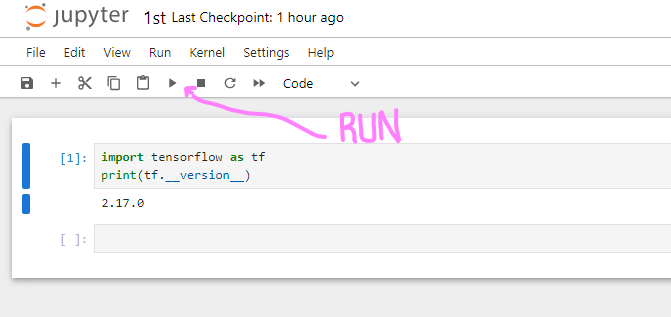 jupyter 1st Last Checkpoint: 1 hour ago
File Edit View Run Kernel Settings Help
Code
RUN
[1]: import tensorflow as tf
print(tf.__version__)
2.17.0
[ ]: